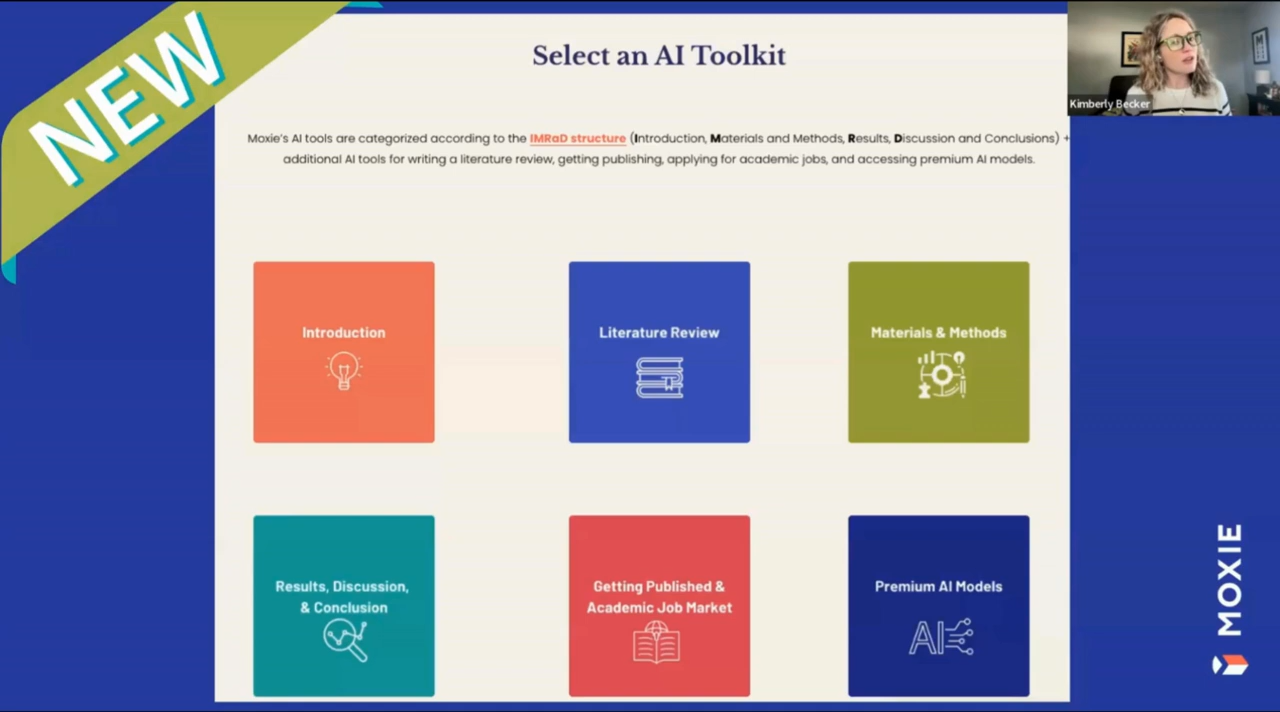 NEW
Select an AI Toolkit
Kimberly Becker
Moxie's AI tools are categorized according to the IMRaD structure (Introduction, Materials and Methods, Results, Discussion and Conclusions) +
additional AI tools for writing a literature review, getting publishing, applying for academic jobs, and accessing premium AI models.
Introduction
Literature Review
Materials & Methods
Results, Discussion,
& Conclusion
Getting Published &
Academic Job Market
Premium AI Models
AI
MOXIE